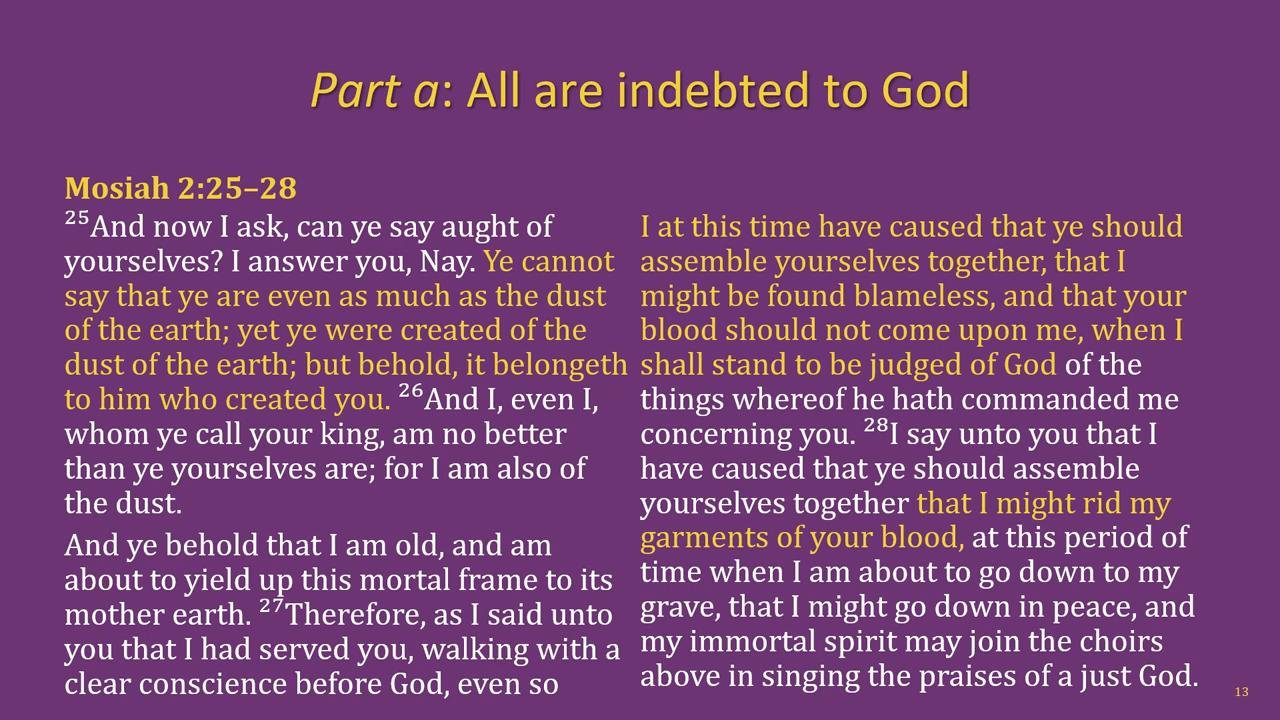 Part a: All are indebted to God
Mosiah 2:25–28
²⁵And now I ask, can ye say aught of
yourselves? I answer you, Nay. Ye cannot
say that ye are even as much as the dust
of the earth; yet ye were created of the
dust of the earth; but behold, it belongeth
to him who created you. ²⁶And I, even I,
whom ye call your king, am no better
than ye yourselves are; for I am also of
the dust.
And ye behold that I am old, and am
about to yield up this mortal frame to its
mother earth. ²⁷Therefore, as I said unto
you that I had served you, walking with a
clear conscience before God, even so
I at this time have caused that ye should
assemble yourselves together, that I
might be found blameless, and that your
blood should not come upon me, when I
shall stand to be judged of God of the
things whereof he hath commanded me
concerning you. ²⁸I say unto you that I
have caused that ye should assemble
yourselves together that I might rid my
garments of your blood, at this period of
time when I am about to go down to my
grave, that I might go down in peace, and
my immortal spirit may join the choirs
above in singing the praises of a just God.
13